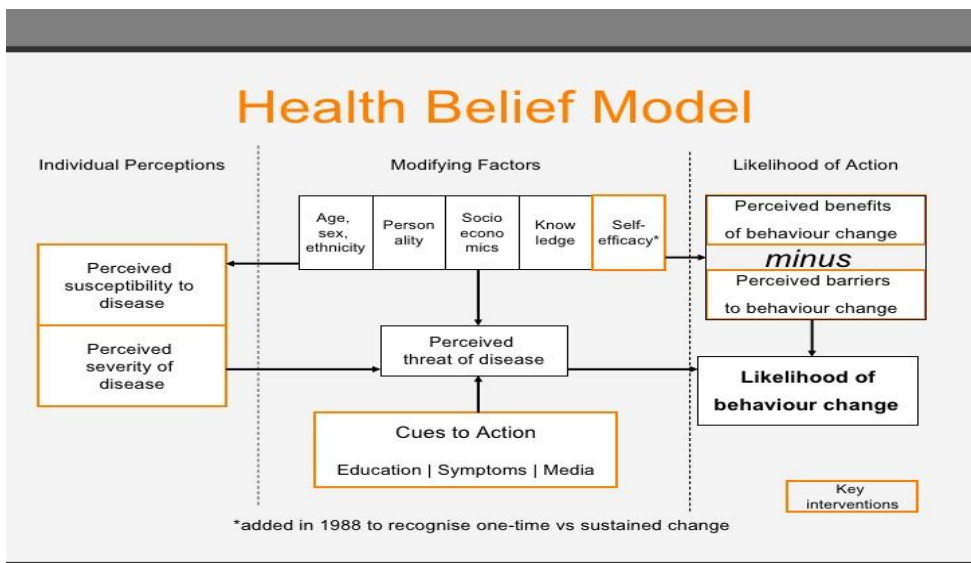 Health Belief Model
Individual Perceptions
Modifying Factors
Likelihood of Action
Age,
sex,
ethnicity
Person
ality
Socio
econo
mics
Know
ledge
Self-
efficacy*
Perceived benefits
of behaviour change
minus
Perceived barriers
to behaviour change
Perceived
susceptibility to
disease
Perceived
severity of
disease
Perceived
threat of disease
Likelihood of
behaviour change
Cues to Action
Education | Symptoms | Media
Key
interventions
*added in 1988 to recognise one-time vs sustained change